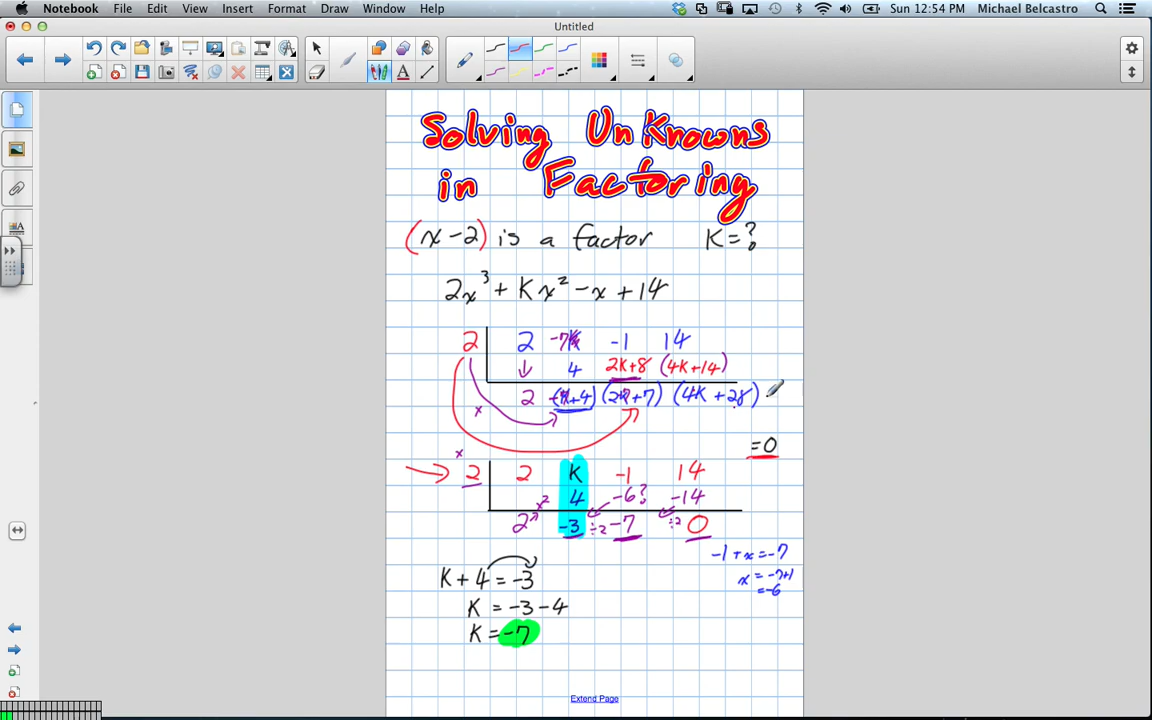 Notebook File Edit View Insert Format Draw Window Help Sun 12:54 PM Michael Belcastro
Untitled
Solving UnKnowns
in Factoring
(x-2) is a factor K=?
2x³ + Kx² - x + 14
2 2 -7 -1 14
4 2K+8 (4K+14)
2 (K+4) (2K+7) (4K+28)
x
=0
x
2 2 K -1 14
x2 4 -6? -14
2 -3 ÷2 -7 ÷2 0
-1+x=-7
x = -7+1
= -6
K + 4 = -3
K = -3 - 4
K = -7
Extend Page